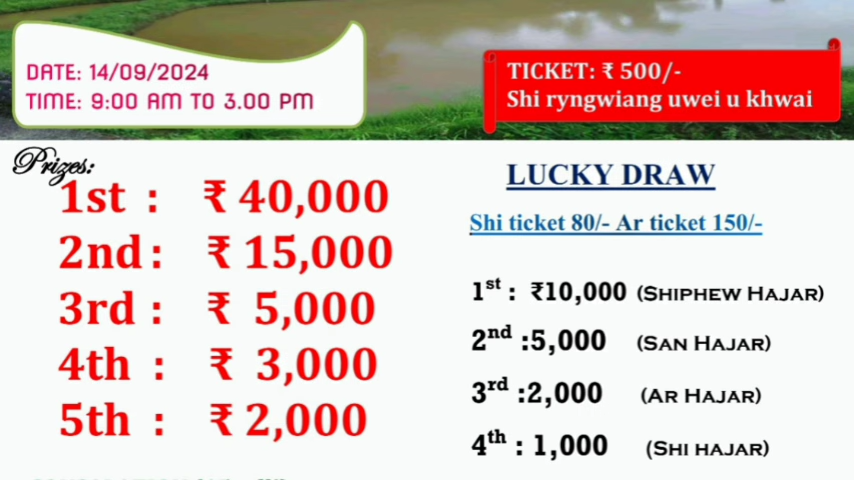 DATE: 14/09/2024
TIME: 9:00 AM TO 3.00 PM
TICKET: ₹ 500/-
Shi ryngwiang uwei u khwai
Prizes:
1st : ₹ 40,000
2nd : ₹ 15,000
3rd : ₹ 5,000
4th : ₹ 3,000
5th : ₹ 2,000
LUCKY DRAW
Shi ticket 80/- Ar ticket 150/-
1st : ₹10,000 (SHIPHEW HAJAR)
2nd :5,000 (SAN HAJAR)
3rd :2,000 (AR HAJAR)
4th : 1,000 (SHI HAJAR)